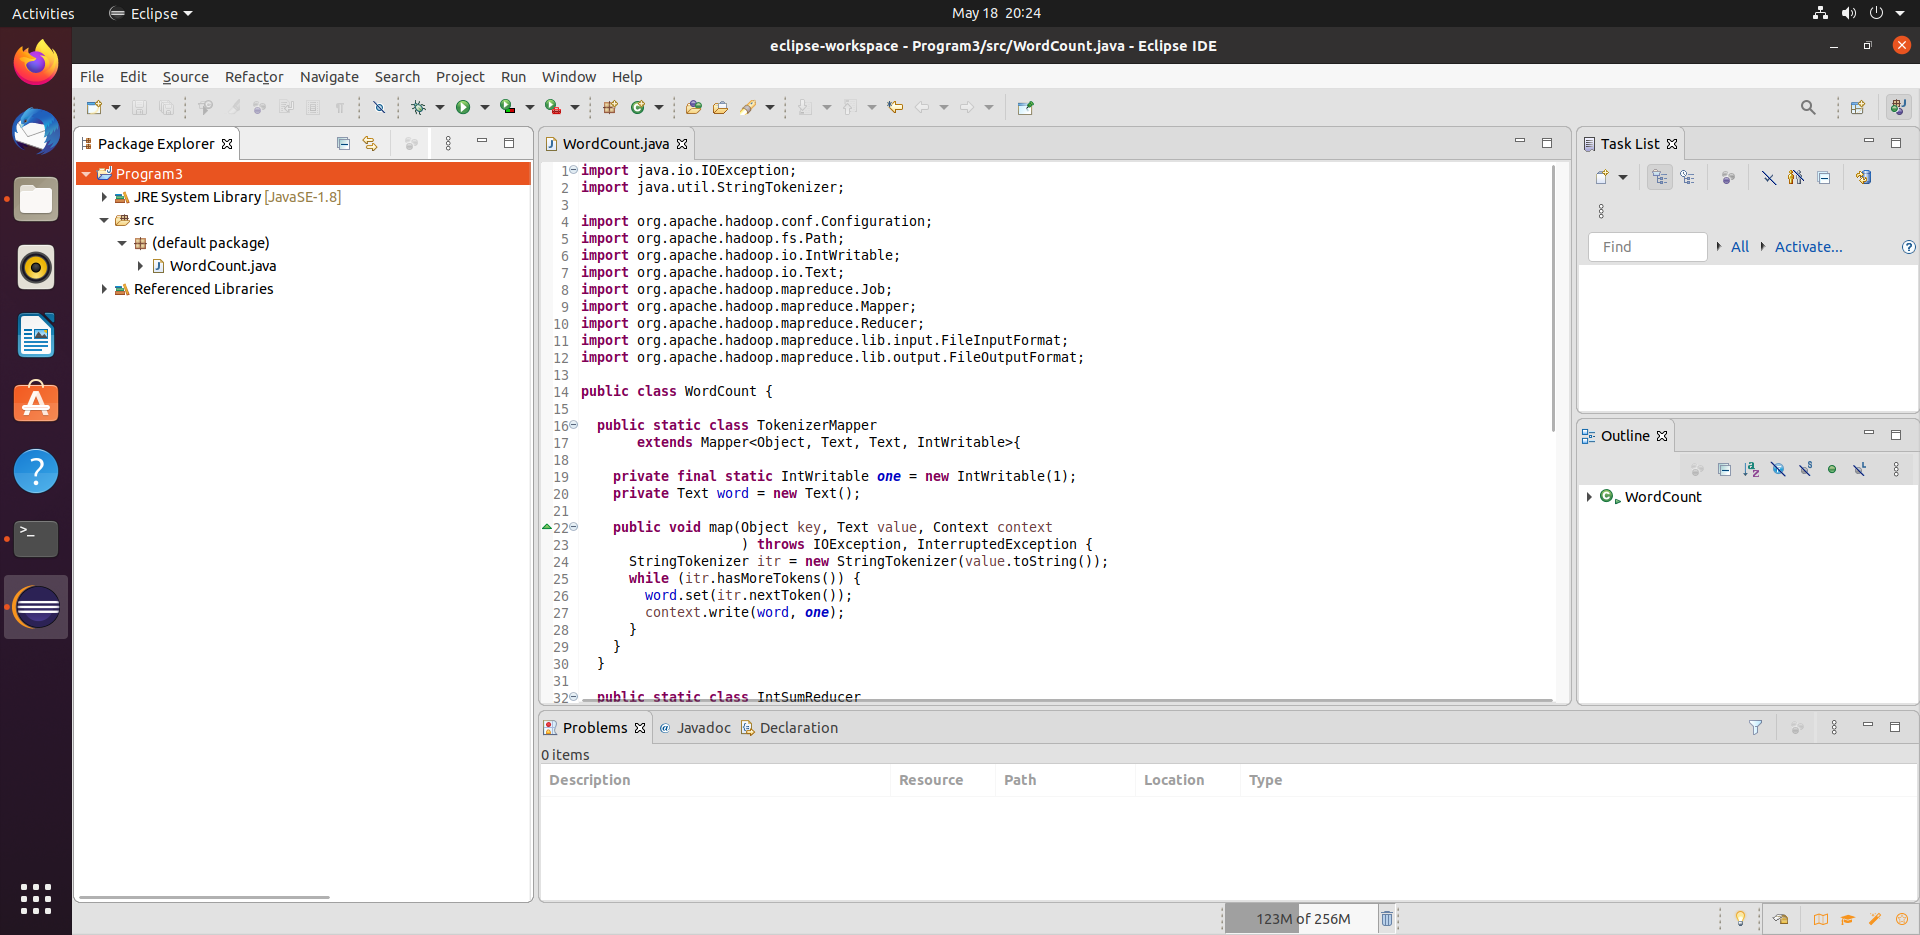 Activities
Eclipse
May 18 20:24
eclipse-workspace - Program3/src/WordCount.java - Eclipse IDE
File Edit Source Refactor Navigate Search Project Run Window Help
Package Explorer
Program3
JRE System Library [JavaSE-1.8]
src
(default package)
WordCount.java
Referenced Libraries
WordCount.java
1 import java.io.IOException;
2 import java.util.StringTokenizer;
3
4 import org.apache.hadoop.conf.Configuration;
5 import org.apache.hadoop.fs.Path;
6 import org.apache.hadoop.io.IntWritable;
7 import org.apache.hadoop.io.Text;
8 import org.apache.hadoop.mapreduce.Job;
9 import org.apache.hadoop.mapreduce.Mapper;
10 import org.apache.hadoop.mapreduce.Reducer;
11 import org.apache.hadoop.mapreduce.lib.input.FileInputFormat;
12 import org.apache.hadoop.mapreduce.lib.output.FileOutputFormat;
13
14 public class WordCount {
15
16 public static class TokenizerMapper
17 extends Mapper<Object, Text, Text, IntWritable>{
18
19 private final static IntWritable one = new IntWritable(1);
20 private Text word = new Text();
21
22 public void map(Object key, Text value, Context context
23 ) throws IOException, InterruptedException {
24 StringTokenizer itr = new StringTokenizer(value.toString());
25 while (itr.hasMoreTokens()) {
26 word.set(itr.nextToken());
27 context.write(word, one);
28 }
29 }
30 }
31
32 public static class IntSumReducer
Task List
Find
All
Activate...
Outline
WordCount
Problems
@ Javadoc
Declaration
0 items
Description Resource Path Location Type
123M of 256M